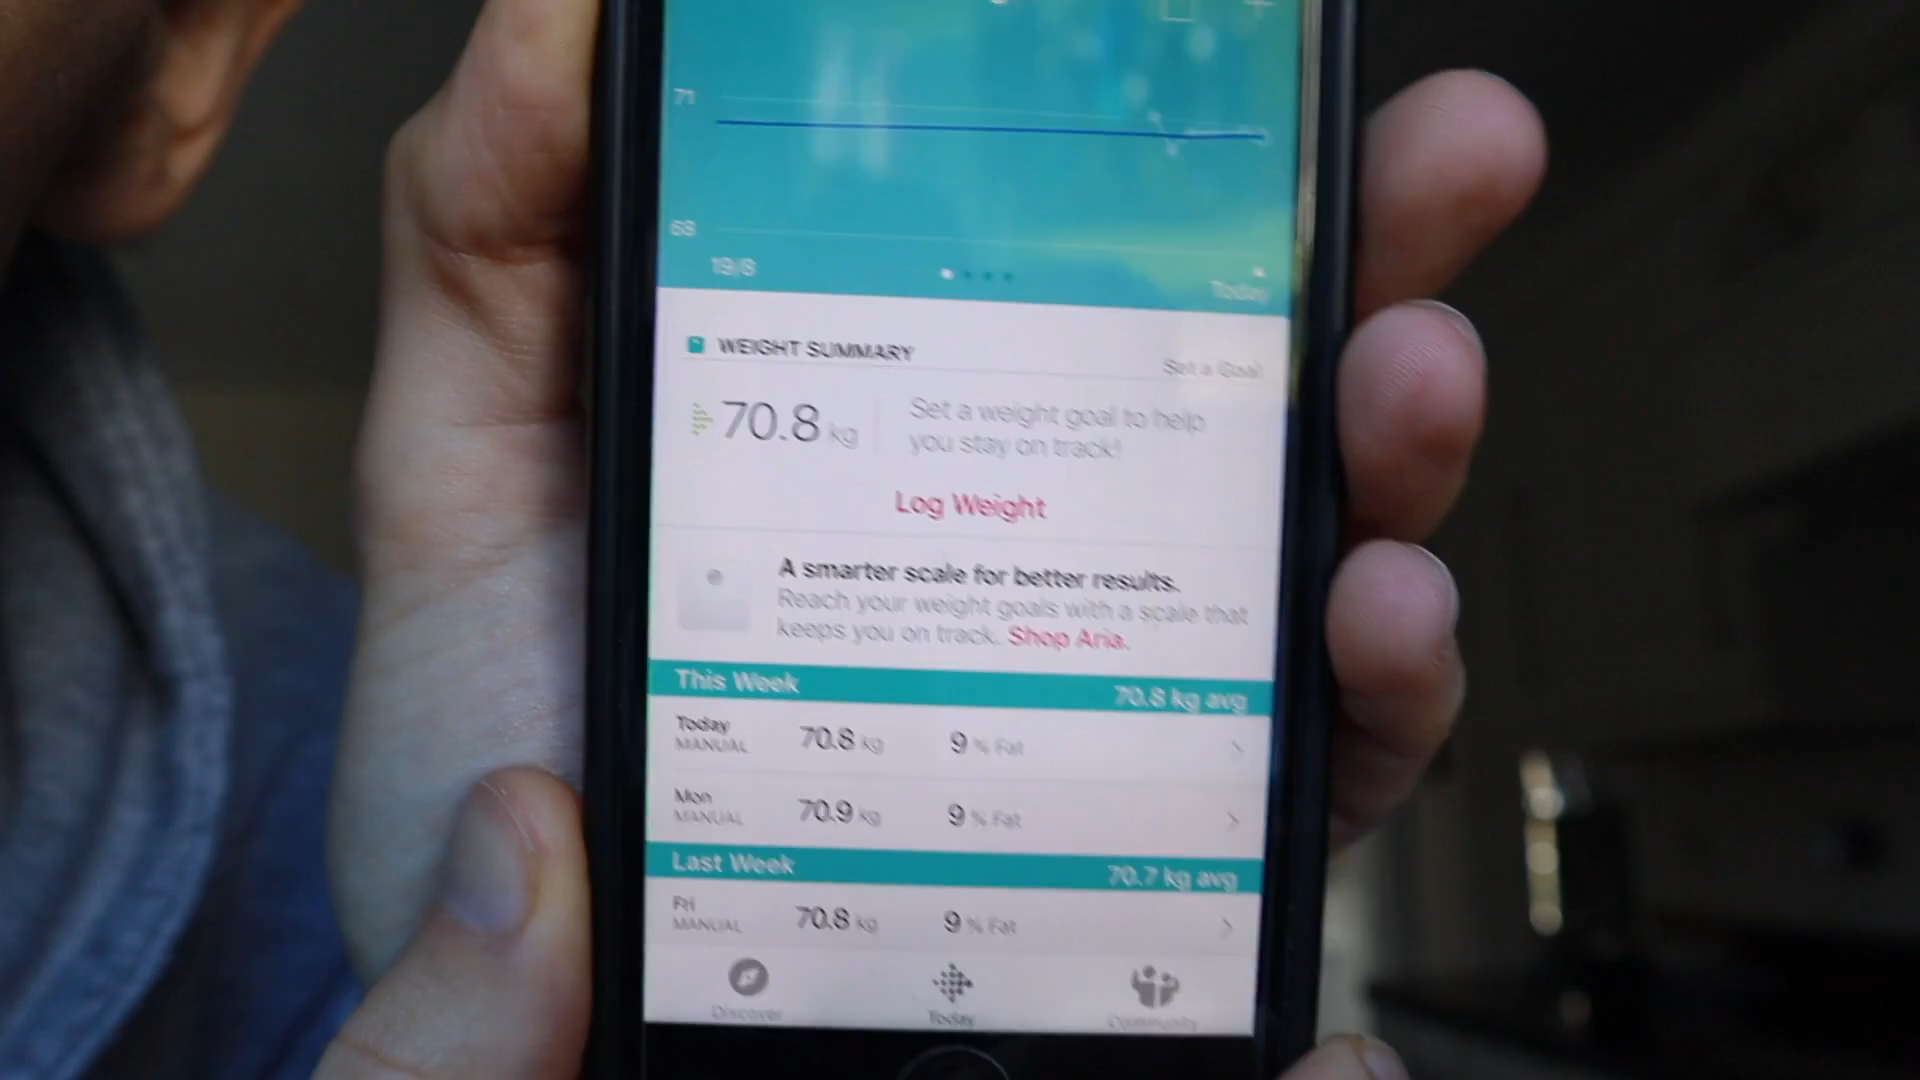 71
68
19/8
Today
WEIGHT SUMMARY
Set a Goal
70.8 kg
Set a weight goal to help
you stay on track!
Log Weight
A smarter scale for better results.
Reach your weight goals with a scale that
keeps you on track. Shop Aria.
This Week 70.8 kg avg
Today
MANUAL
70.8 kg 9 % Fat
Mon
MANUAL
70.9 kg 9 % Fat
Last Week 70.7 kg avg
Fri
MANUAL
70.8 kg 9 % Fat
Discover
Today
Community